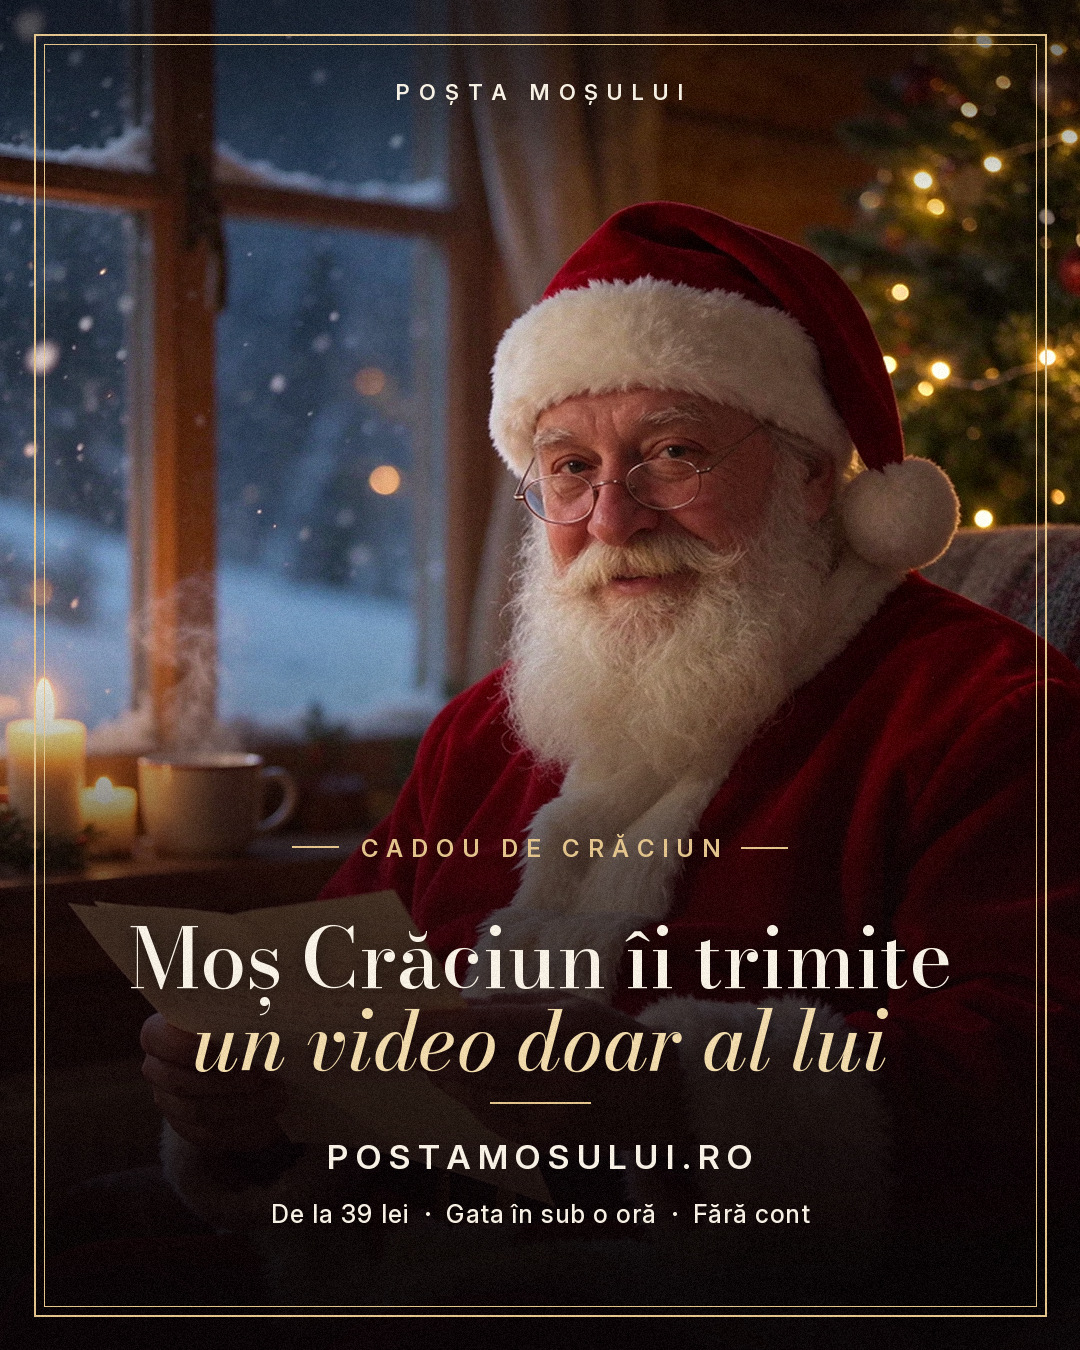 POȘTA MOȘULUI
CADOU DE CRĂCIUN
Moș Crăciun îi trimite
un video doar al lui
POSTAMOSULUI.RO
De la 39 lei · Gata în sub o oră · Fără cont